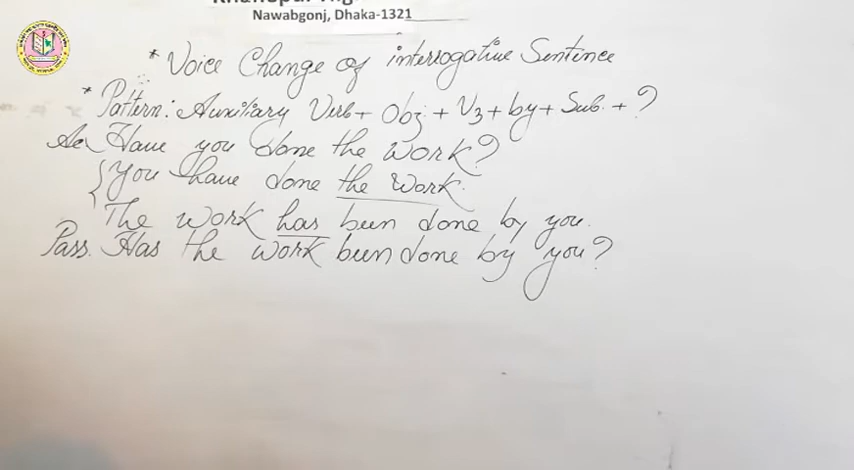 Nawabgonj, Dhaka-1321
* Voice Change of interrogative Sentence
* Pattern: Auxiliary Verb + Obj + V3 + by + Sub. + ?
Act. Have you done the work?
{ You have done the work.
The work has been done by you.
Pass. Has the work been done by you?